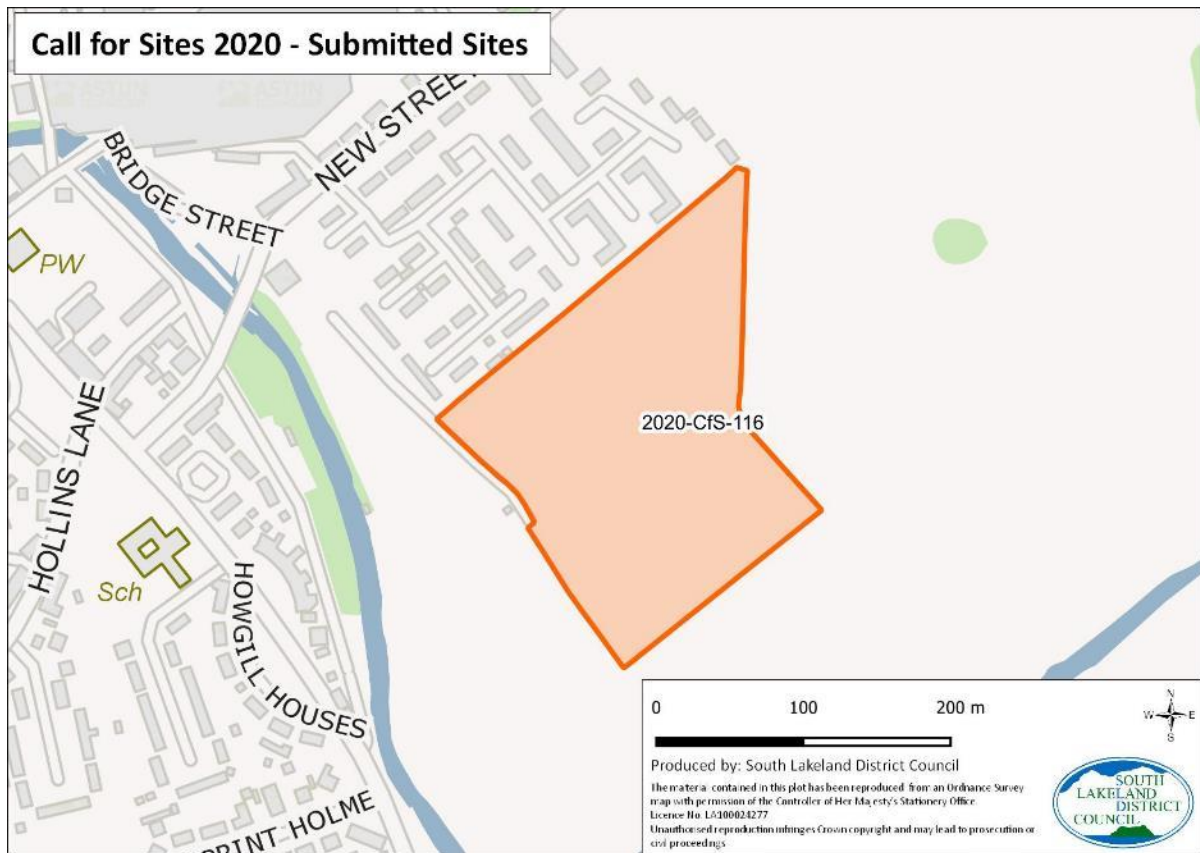 Call for Sites 2020 - Submitted Sites
NEW STREET
BRIDGE STREET
PW
HOLLINS LANE
2020-CfS-116
Sch
HOWGILL HOUSES
PRINT HOLME
0 100 200 m
N
W E
S
Produced by: South Lakeland District Council
The material contained in this plot has been reproduced from an Ordnance Survey
map with permission of the Controller of Her Majesty's Stationery Office.
Licence No. LA100024277
Unauthorised reproduction infringes Crown copyright and may lead to prosecution or
civil proceedings
SOUTH
LAKELAND
DISTRICT
COUNCIL